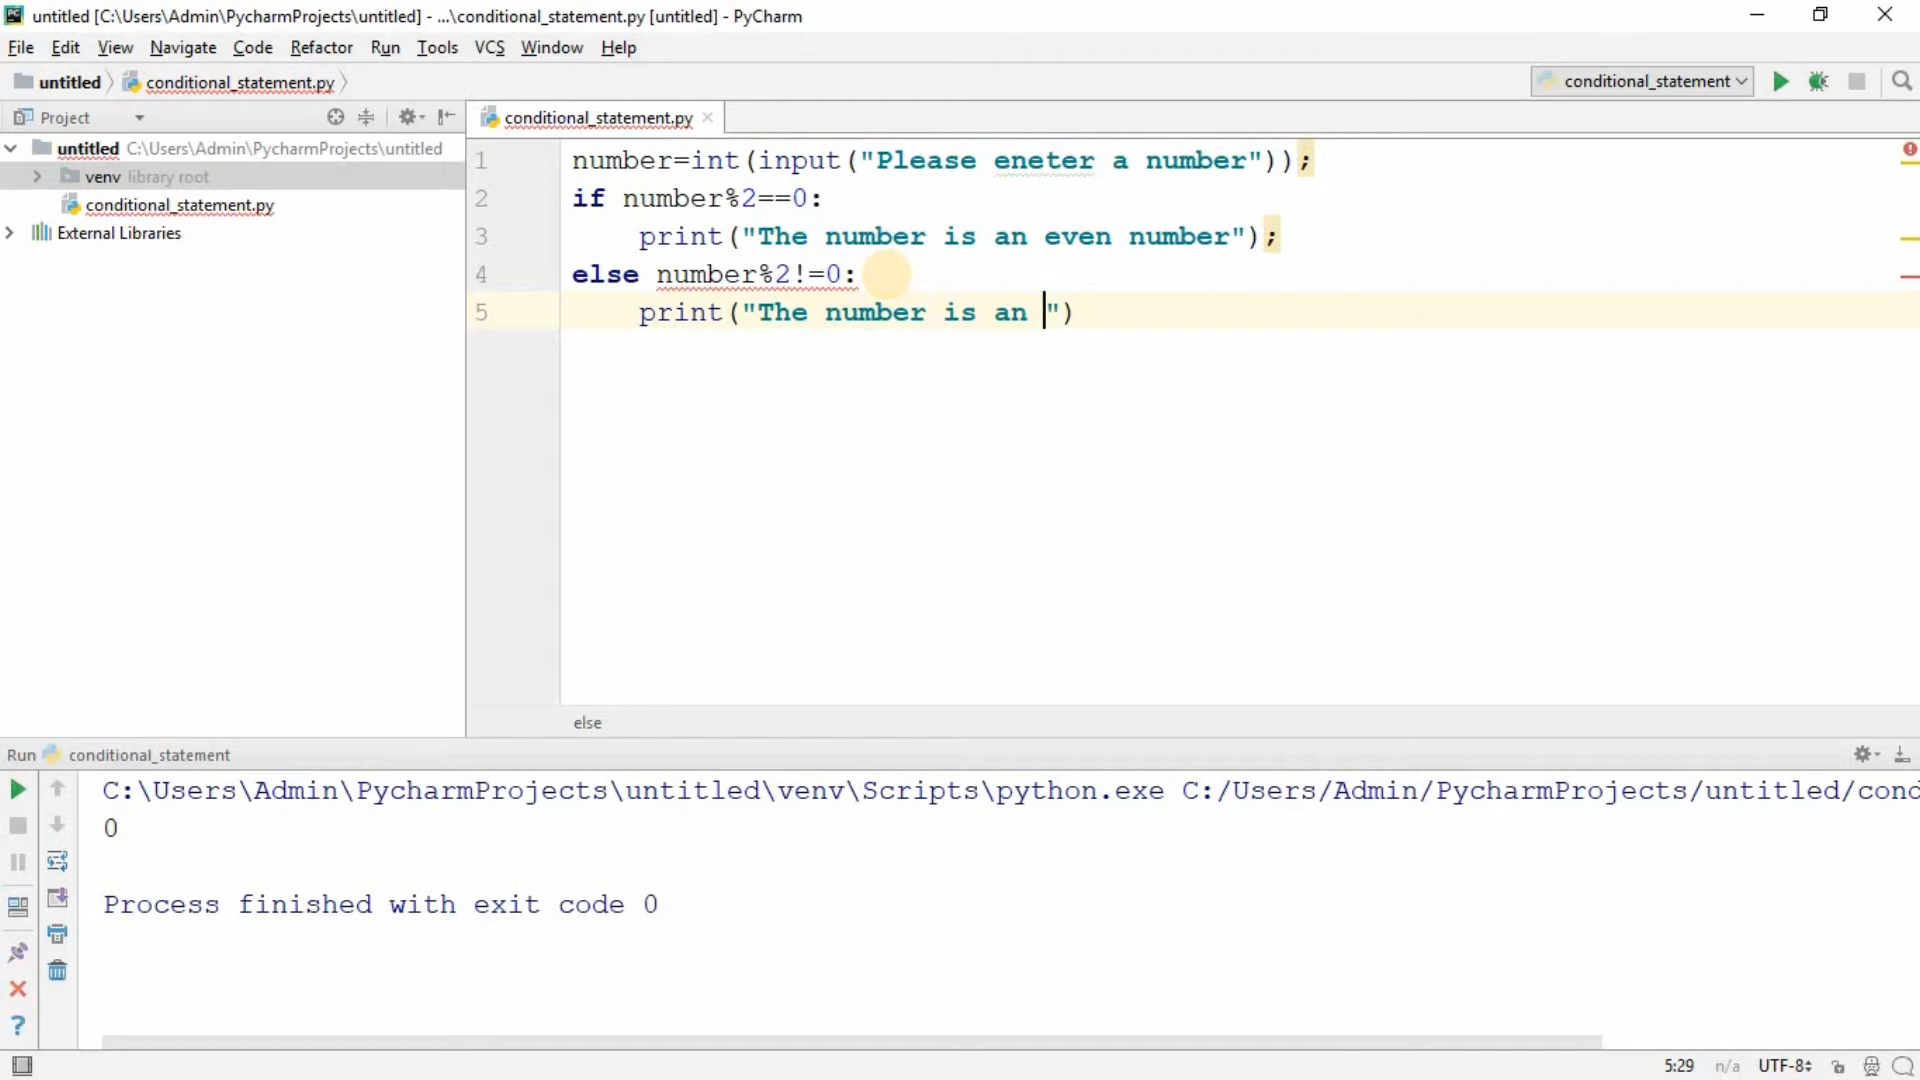 untitled [C:\Users\Admin\PycharmProjects\untitled] - ...\conditional_statement.py [untitled] - PyCharm
File Edit View Navigate Code Refactor Run Tools VCS Window Help
untitled conditional_statement.py conditional_statement
Project conditional_statement.py
untitled C:\Users\Admin\PycharmProjects\untitled
venv library root
conditional_statement.py
External Libraries
1 number=int(input("Please eneter a number"));
2 if number%2==0:
3 print("The number is an even number");
4 else number%2!=0:
5 print("The number is an ")
else
Run conditional_statement
C:\Users\Admin\PycharmProjects\untitled\venv\Scripts\python.exe C:/Users/Admin/PycharmProjects/untitled/cond
0
Process finished with exit code 0
5:29 n/a UTF-8